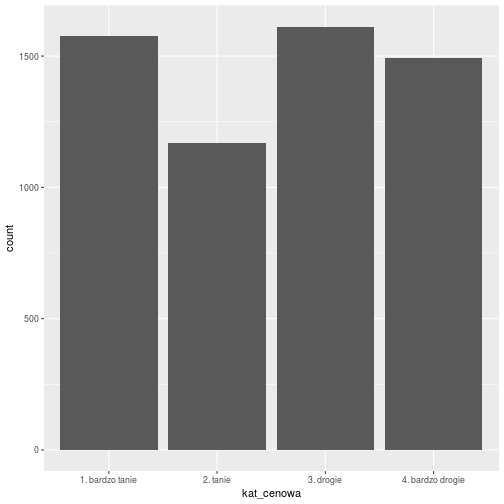 1500
1000
500
0
count
1. bardzo tanie 2. tanie 3. drogie 4. bardzo drogie
kat_cenowa